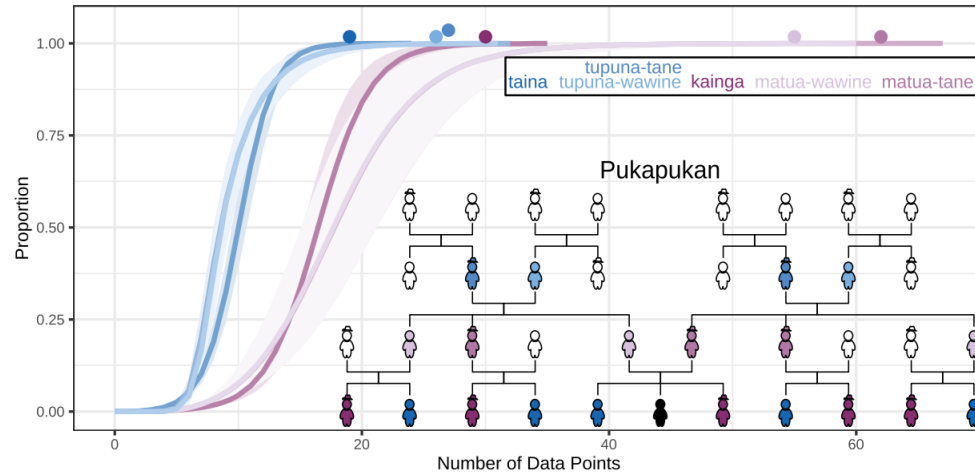 1.00
tupuna-tane
taina tupuna-wawine kainga matua-wawine matua-tane
0.75
Pukapukan
Proportion
0.50
0.25
0.00
0 20 40 60
Number of Data Points